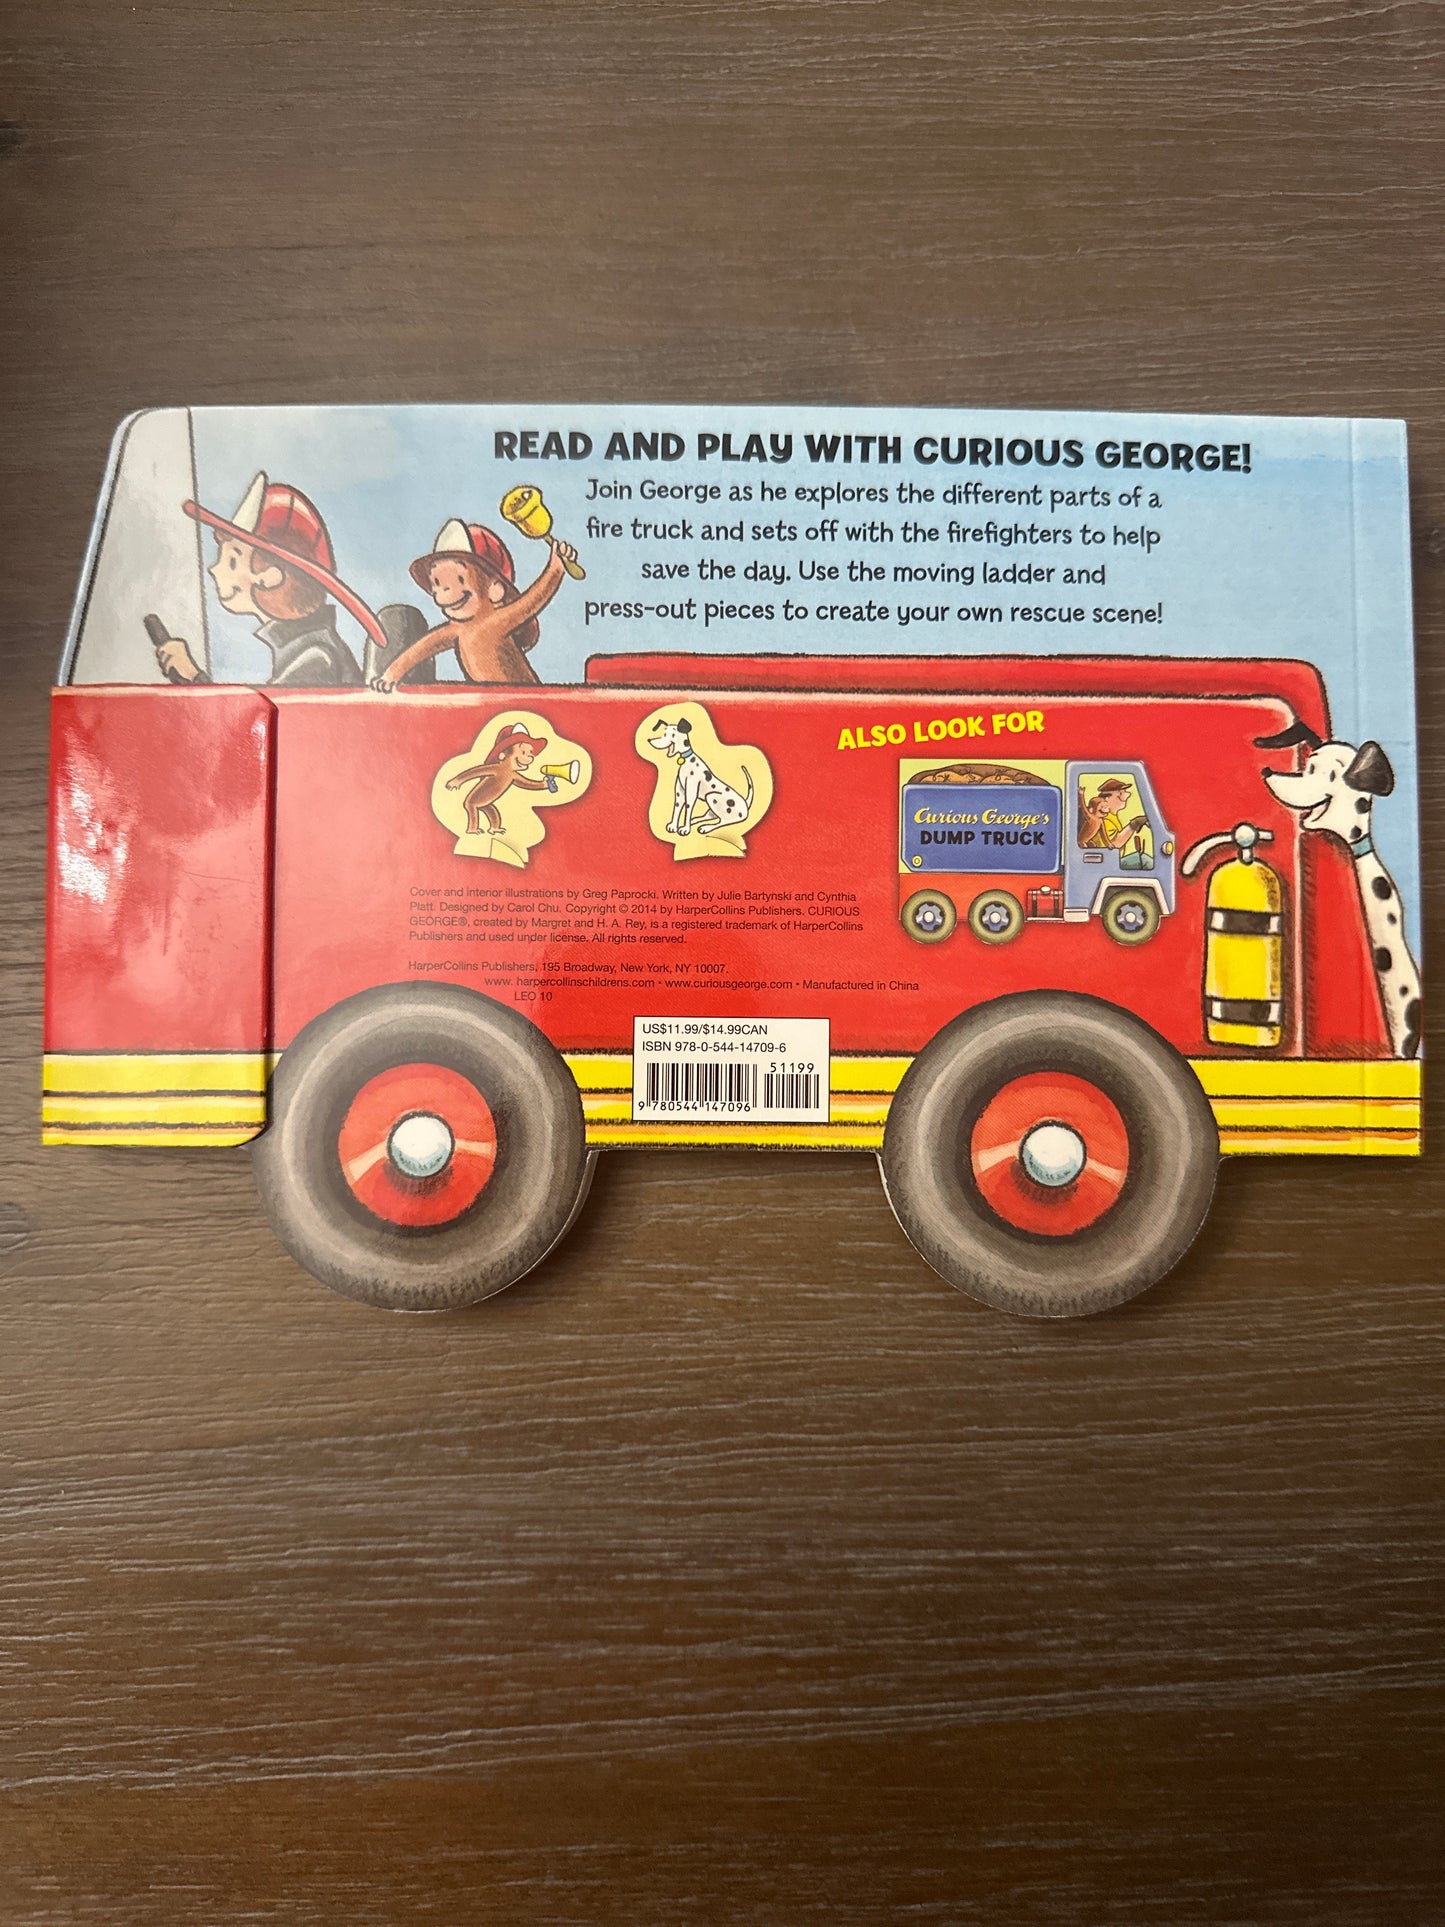 READ AND PLAY WITH CURIOUS GEORGE!
Join George as he explores the different parts of a
fire truck and sets off with the firefighters to help
save the day. Use the moving ladder and
press-out pieces to create your own rescue scene!
ALSO LOOK FOR
Curious George's
DUMP TRUCK
Cover and interior illustrations by Greg Paprocki. Written by Julie Bartynski and Cynthia
Platt. Designed by Carol Chu. Copyright © 2014 by HarperCollins Publishers. CURIOUS
GEORGE®, created by Margret and H. A. Rey, is a registered trademark of HarperCollins
Publishers and used under license. All rights reserved.
HarperCollins Publishers, 195 Broadway, New York, NY 10007.
www. harpercollinschildrens.com • www.curiousgeorge.com • Manufactured in China
LEO 10
US$11.99/$14.99CAN
ISBN 978-0-544-14709-6
51199
9 780544 147096